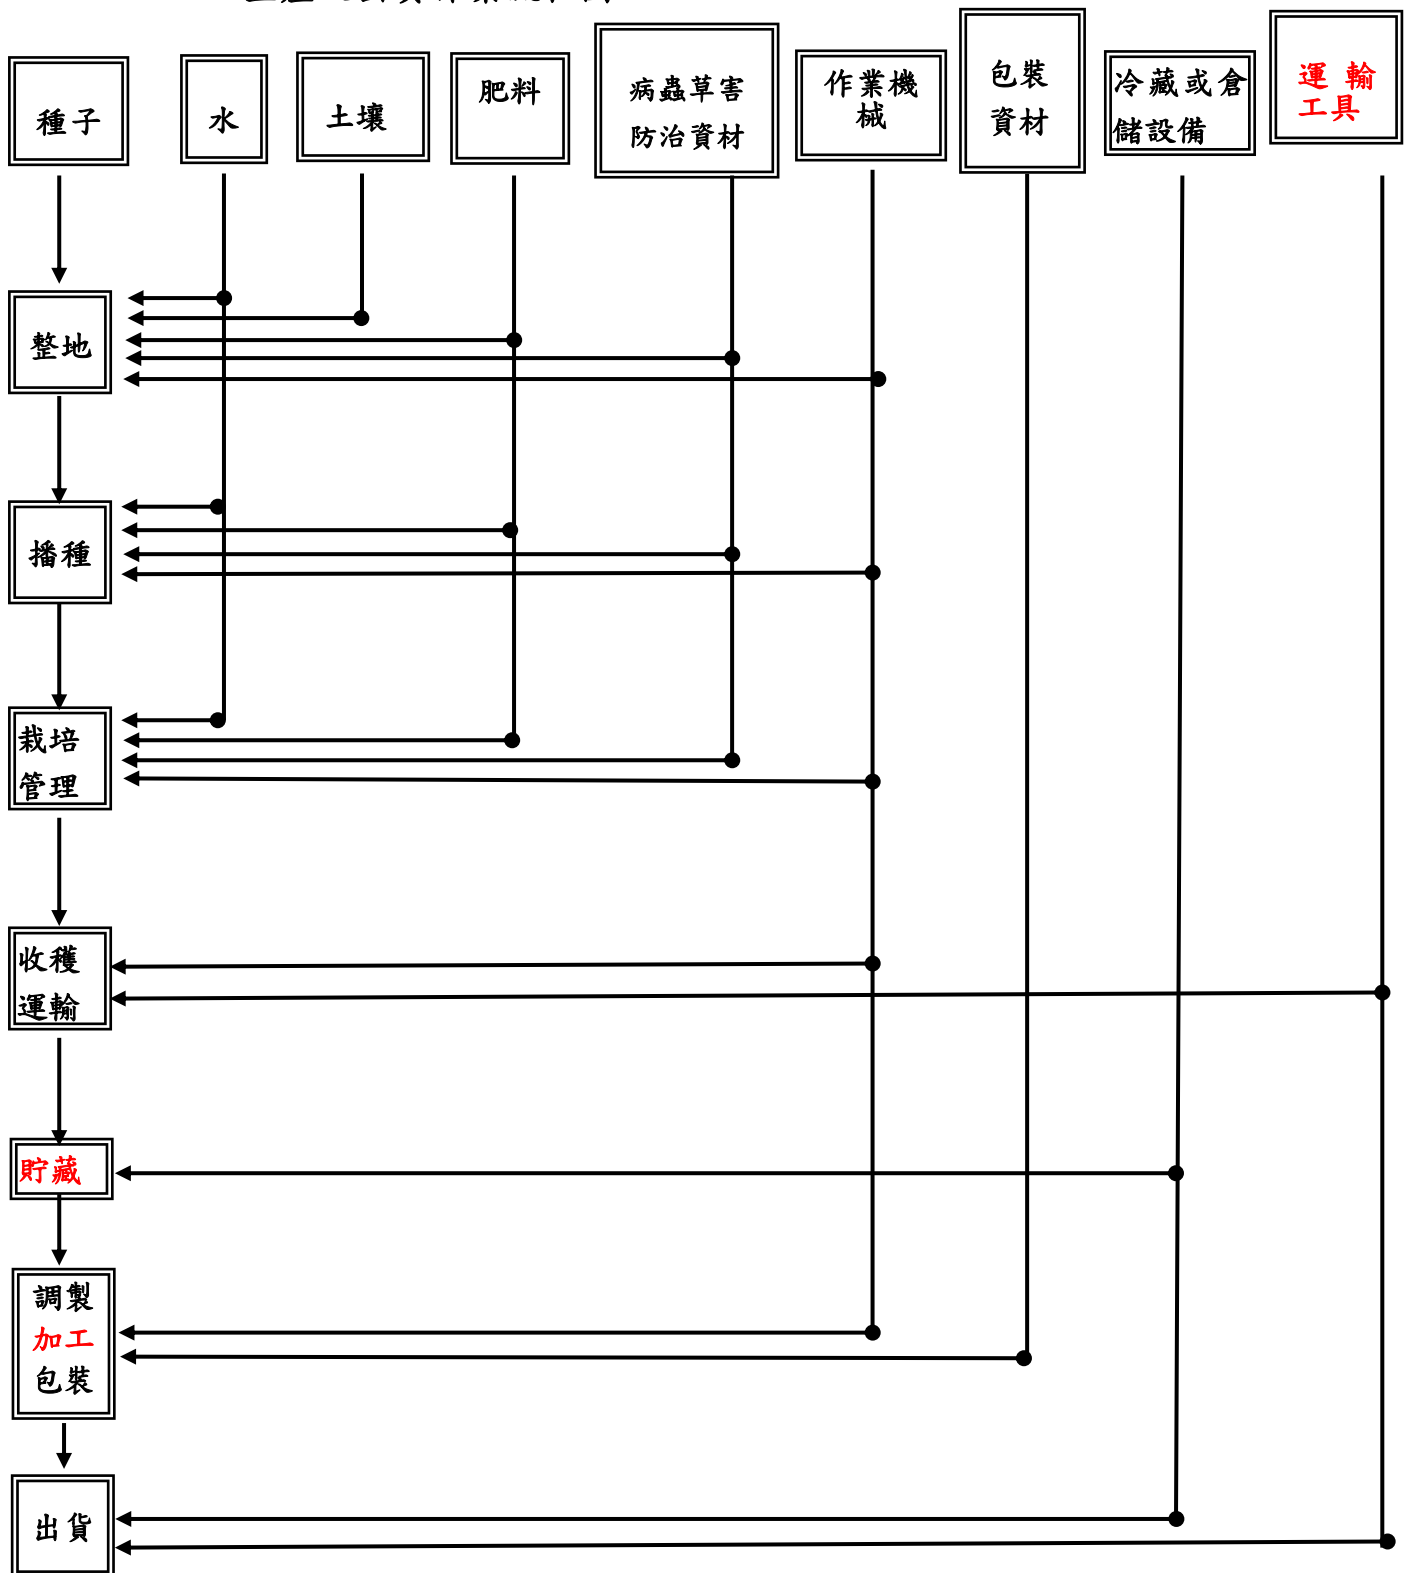 種子
水
土壤
肥料
病蟲草害
防治資材
作業機
械
包裝
資材
冷藏或倉
儲設備
運 輸
工具
整地
播種
栽培
管理
收穫
運輸
貯藏
調製
加工
包裝
出貨